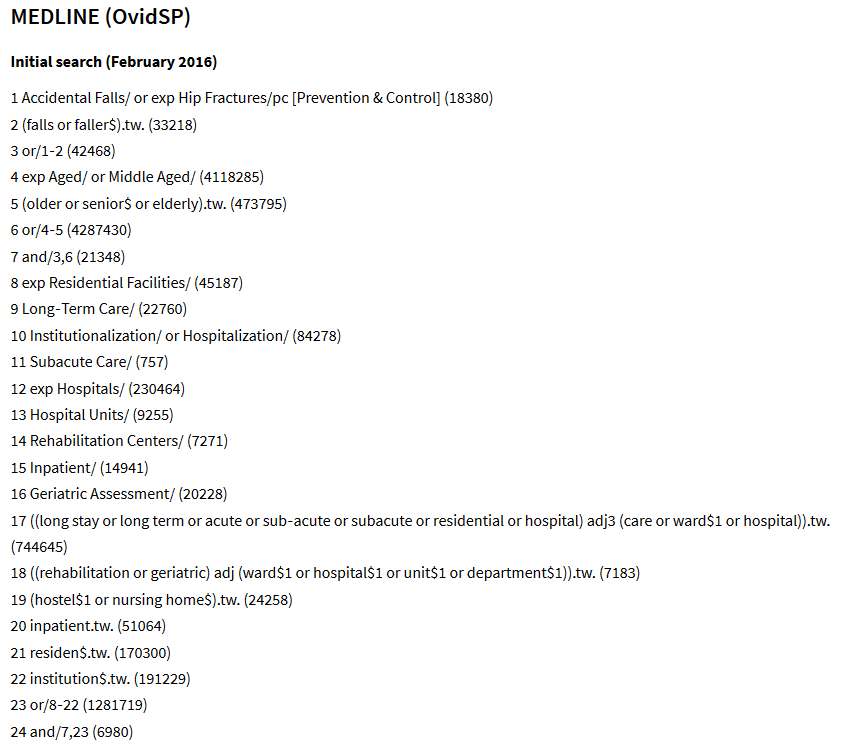 MEDLINE (OvidSP)
Initial search (February 2016)
1 Accidental Falls/ or exp Hip Fractures/pc [Prevention & Control] (18380)
2 (falls or faller$).tw. (33218)
3 or/1-2 (42468)
4 exp Aged/ or Middle Aged/ (4118285)
5 (older or senior$ or elderly).tw. (473795)
6 or/4-5 (4287430)
7 and/3,6 (21348)
8 exp Residential Facilities/ (45187)
9 Long-Term Care/ (22760)
10 Institutionalization/ or Hospitalization/ (84278)
11 Subacute Care/ (757)
12 exp Hospitals/ (230464)
13 Hospital Units/ (9255)
14 Rehabilitation Centers/ (7271)
15 Inpatient/ (14941)
16 Geriatric Assessment/ (20228)
17 ((long stay or long term or acute or sub-acute or subacute or residential or hospital) adj3 (care or ward$1 or hospital)).tw.
(744645)
18 ((rehabilitation or geriatric) adj (ward$1 or hospital$1 or unit$1 or department$1)).tw. (7183)
19 (hostel$1 or nursing home$).tw. (24258)
20 inpatient.tw. (51064)
21 residen$.tw. (170300)
22 institution$.tw. (191229)
23 or/8-22 (1281719)
24 and/7,23 (6980)